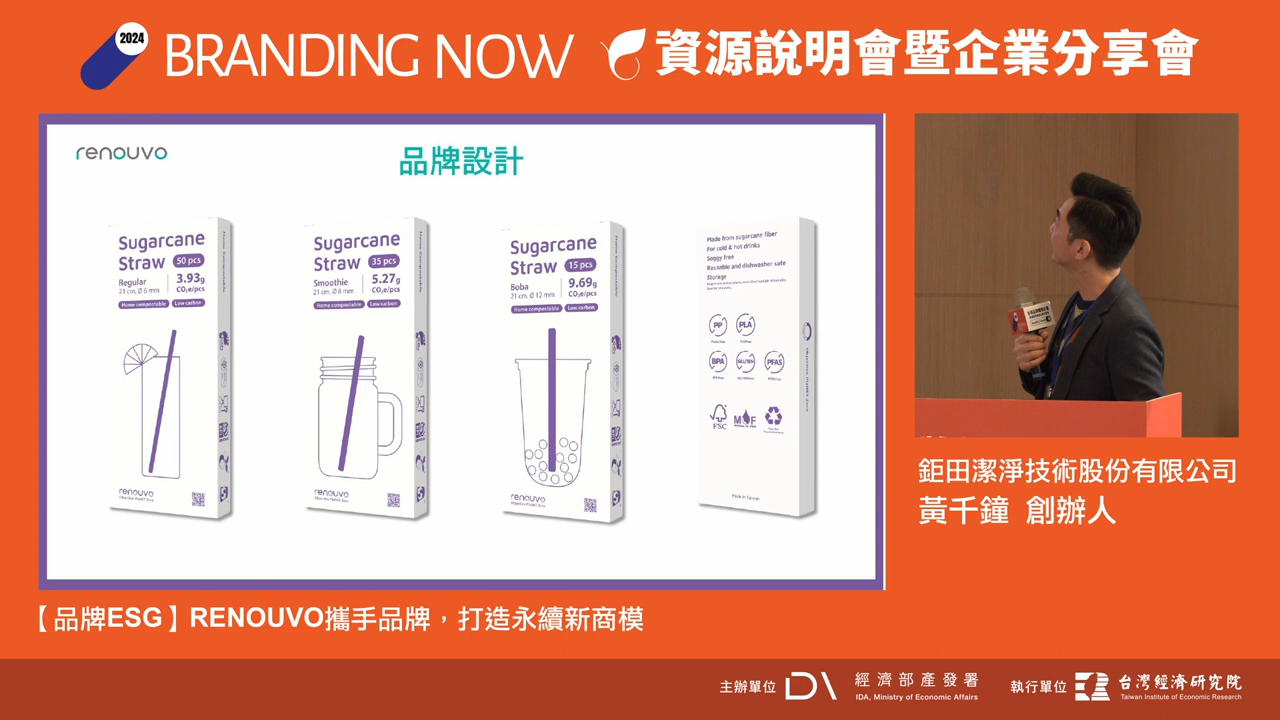 2024
BRANDING NOW
資源說明會暨企業分享會
renouvo
品牌設計
Sugarcane
Straw 50 pcs
Regular
21 cm, Ø 6 mm
3.93g
CO₂e/pcs
Home compostable
Low carbon
renouvo
Sugarcane
Straw 35 pcs
Smoothie
21 cm, Ø 8 mm
5.27g
CO₂e/pcs
Home compostable
Low carbon
renouvo
Sugarcane
Straw 15 pcs
Boba
21 cm, Ø 12 mm
9.69g
CO₂e/pcs
Home compostable
Low carbon
renouvo
Made from sugarcane fiber
For cold & hot drinks
Soggy free
Reusable and dishwasher safe
Storage
PP
PLA
BPA
GLUTEN
PFAS
FSC
Made in Taiwan
鉅田潔淨技術股份有限公司
黃千鐘 創辦人
【品牌ESG】RENOUVO攜手品牌，打造永續新商模
主辦單位
經濟部產發署
IDA, Ministry of Economic Affairs
執行單位
台灣經濟研究院
Taiwan Institute of Economic Research